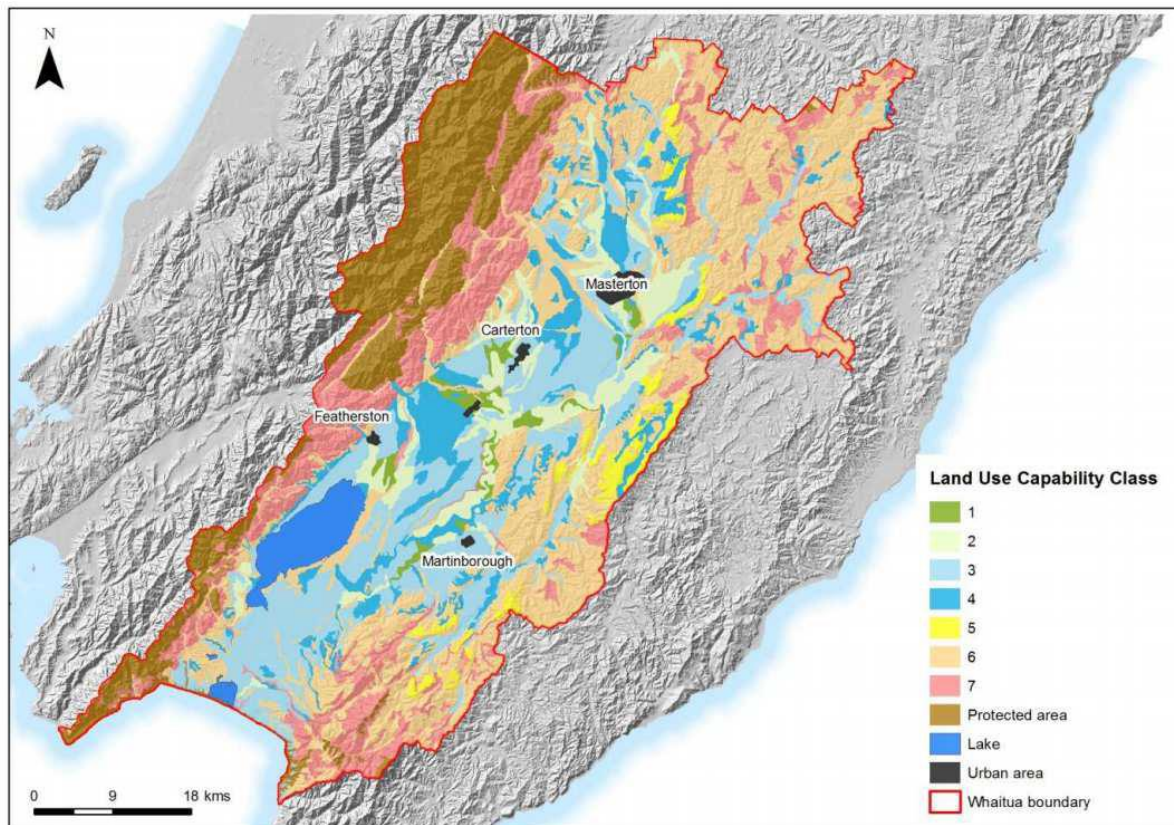 N
Masterton
Carterton
Featherston
Martinborough
Land Use Capability Class
1
2
3
4
5
6
7
Protected area
Lake
Urban area
Whaitua boundary
0 9 18 kms